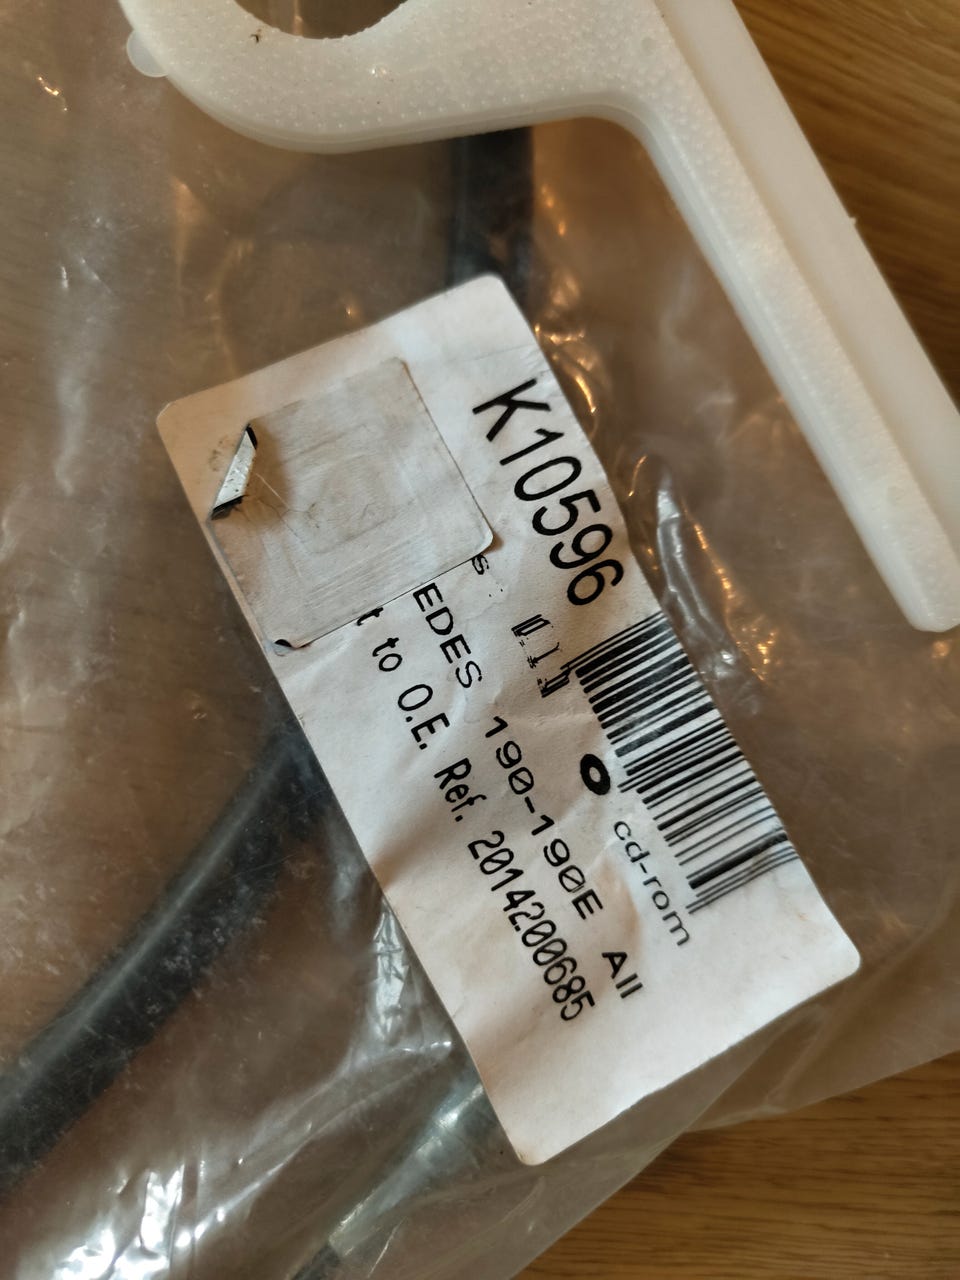 K10596
cd-rom
s
EDES 190-190E All
t to O.E. Ref. 2014200685